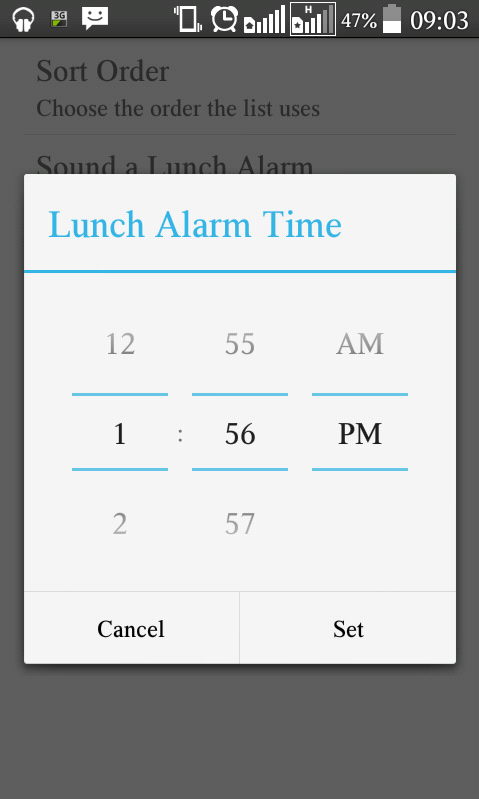 3G
H
47%
09:03
Sort Order
Choose the order the list uses
Sound a Lunch Alarm
Lunch Alarm Time
12 55 AM
1 : 56 PM
2 57
Cancel Set